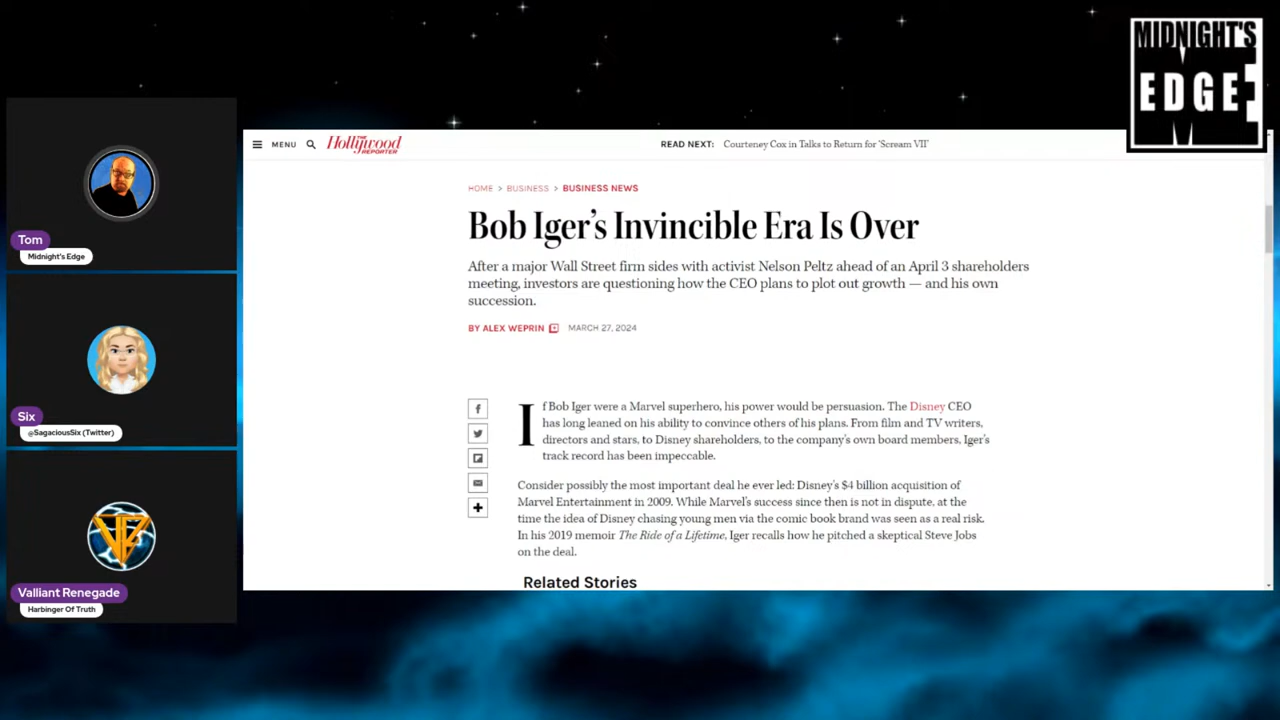 MIDNIGHT'S
EDGE
MENU
The Hollywood REPORTER
READ NEXT: Courteney Cox in Talks to Return for 'Scream VII'
HOME > BUSINESS > BUSINESS NEWS
Bob Iger's Invincible Era Is Over
After a major Wall Street firm sides with activist Nelson Peltz ahead of an April 3 shareholders
meeting, investors are questioning how the CEO plans to plot out growth — and his own
succession.
BY ALEX WEPRIN MARCH 27, 2024
If Bob Iger were a Marvel superhero, his power would be persuasion. The Disney CEO
has long leaned on his ability to convince others of his plans. From film and TV writers,
directors and stars, to Disney shareholders, to the company's own board members, Iger's
track record has been impeccable.
Consider possibly the most important deal he ever led: Disney's $4 billion acquisition of
Marvel Entertainment in 2009. While Marvel's success since then is not in dispute, at the
time the idea of Disney chasing young men via the comic book brand was seen as a real risk.
In his 2019 memoir The Ride of a Lifetime, Iger recalls how he pitched a skeptical Steve Jobs
on the deal.
Related Stories
Tom
Midnight's Edge
Six
@SagaciousSix (Twitter)
VR
Valliant Renegade
Harbinger Of Truth